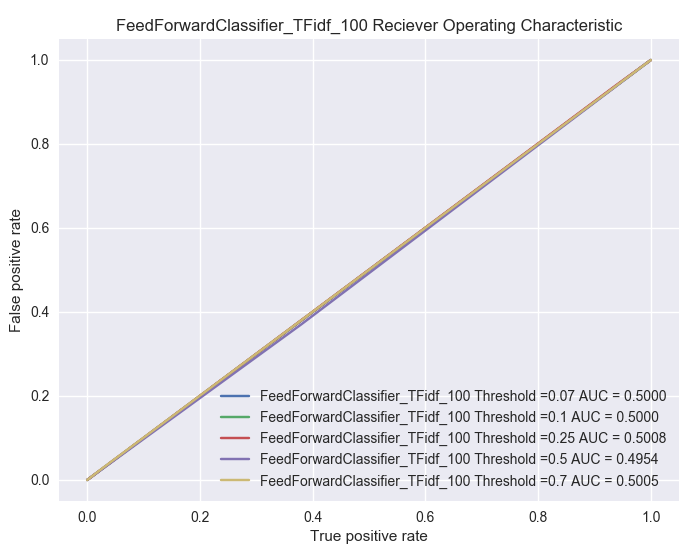 FeedForwardClassifier_TFidf_100 Reciever Operating Characteristic
1.0
0.8
0.6
0.4
0.2
0.0
False positive rate
FeedForwardClassifier_TFidf_100 Threshold =0.07 AUC = 0.5000
FeedForwardClassifier_TFidf_100 Threshold =0.1 AUC = 0.5000
FeedForwardClassifier_TFidf_100 Threshold =0.25 AUC = 0.5008
FeedForwardClassifier_TFidf_100 Threshold =0.5 AUC = 0.4954
FeedForwardClassifier_TFidf_100 Threshold =0.7 AUC = 0.5005
0.0 0.2 0.4 0.6 0.8 1.0
True positive rate